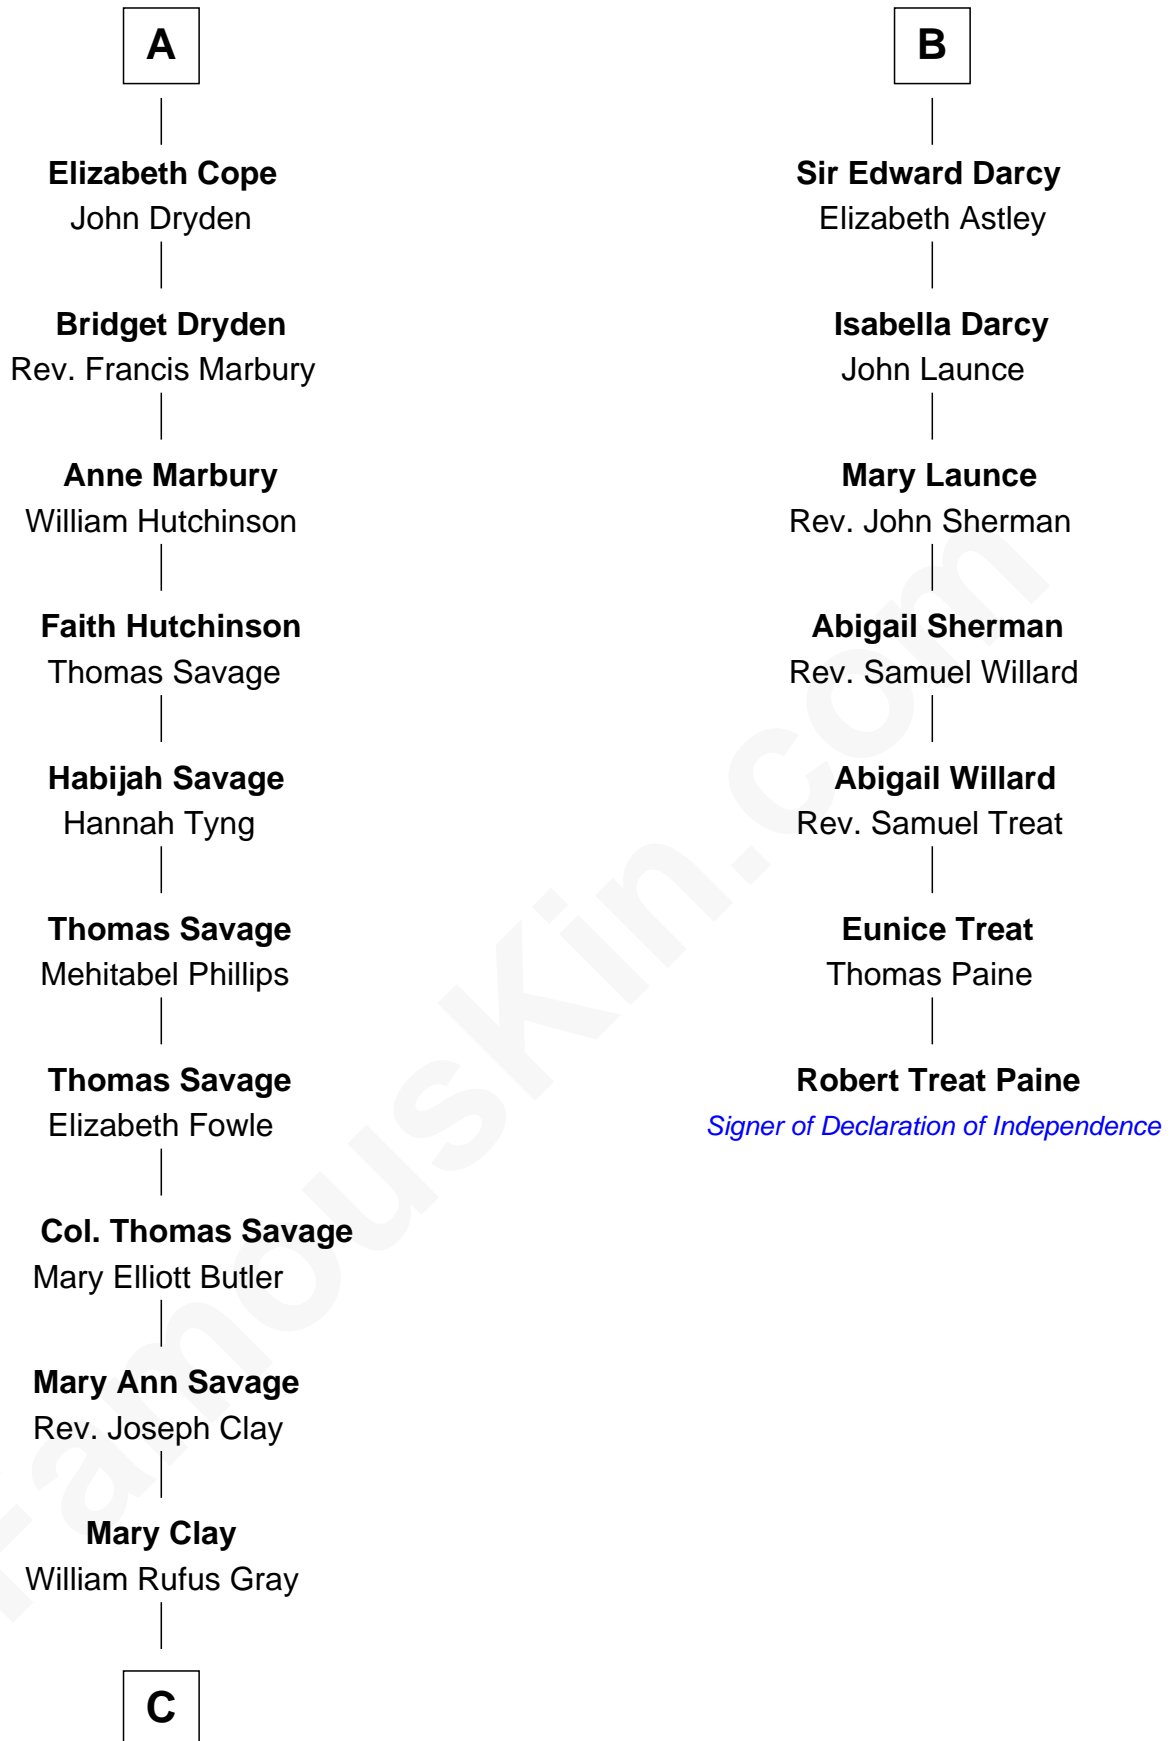 A
Elizabeth Cope
John Dryden
Bridget Dryden
Rev. Francis Marbury
Anne Marbury
William Hutchinson
Faith Hutchinson
Thomas Savage
Habijah Savage
Hannah Tyng
Thomas Savage
Mehitabel Phillips
Thomas Savage
Elizabeth Fowle
Col. Thomas Savage
Mary Elliott Butler
Mary Ann Savage
Rev. Joseph Clay
Mary Clay
William Rufus Gray
C
B
Sir Edward Darcy
Elizabeth Astley
Isabella Darcy
John Launce
Mary Launce
Rev. John Sherman
Abigail Sherman
Rev. Samuel Willard
Abigail Willard
Rev. Samuel Treat
Eunice Treat
Thomas Paine
Robert Treat Paine
Signer of Declaration of Independence
FamousKin.com